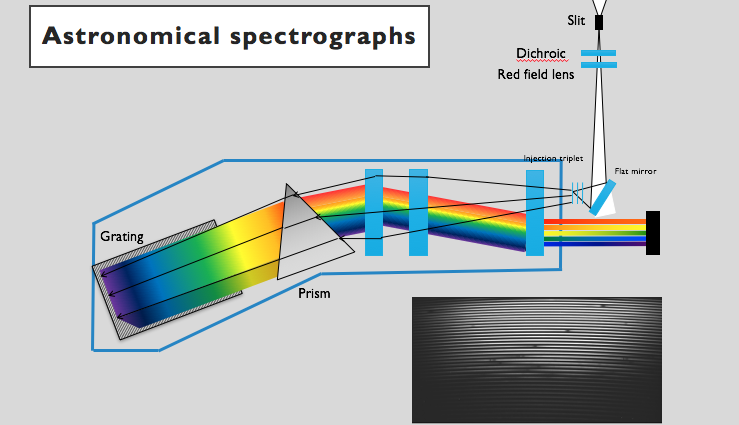 Astronomical spectrographs
Slit
Dichroic
Red field lens
Injection triplet
Flat mirror
Grating
Prism